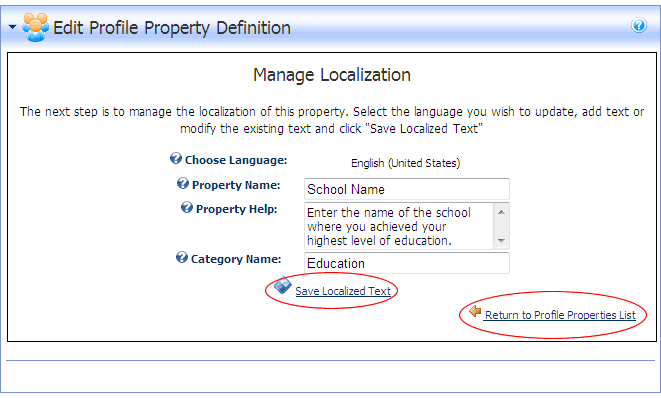 Edit Profile Property Definition
Manage Localization
The next step is to manage the localization of this property. Select the language you wish to update, add text or
modify the existing text and click "Save Localized Text"
Choose Language: English (United States)
Property Name: School Name
Property Help: Enter the name of the school
where you achieved your
highest level of education.
Category Name: Education
Save Localized Text
Return to Profile Properties List